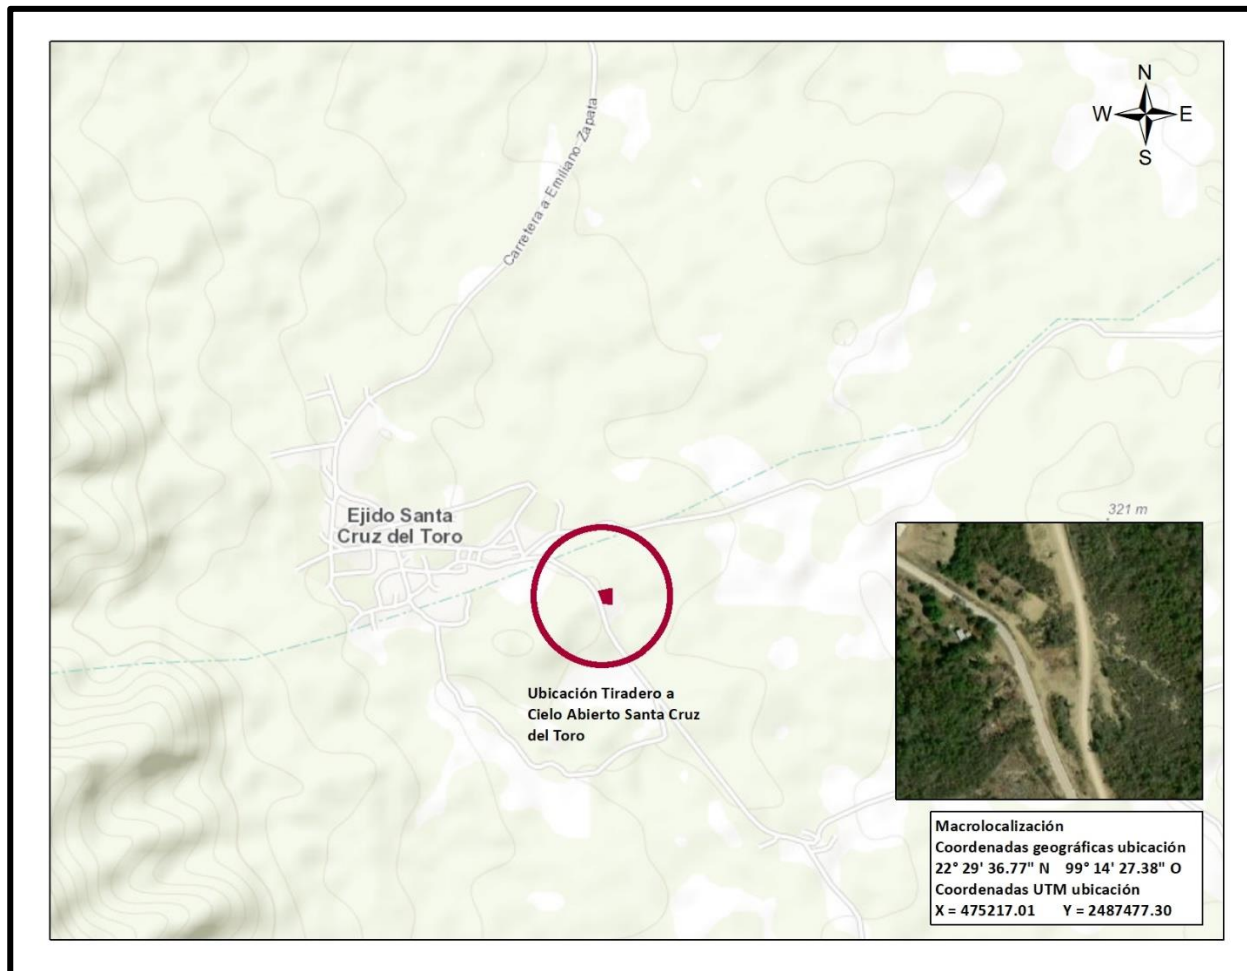 N
W E
S
Carretera a Emiliano Zapata
Ejido Santa
Cruz del Toro
321 m
Ubicación Tiradero a
Cielo Abierto Santa Cruz
del Toro
Macrolocalización
Coordenadas geográficas ubicación
22° 29' 36.77" N 99° 14' 27.38" O
Coordenadas UTM ubicación
X = 475217.01 Y = 2487477.30